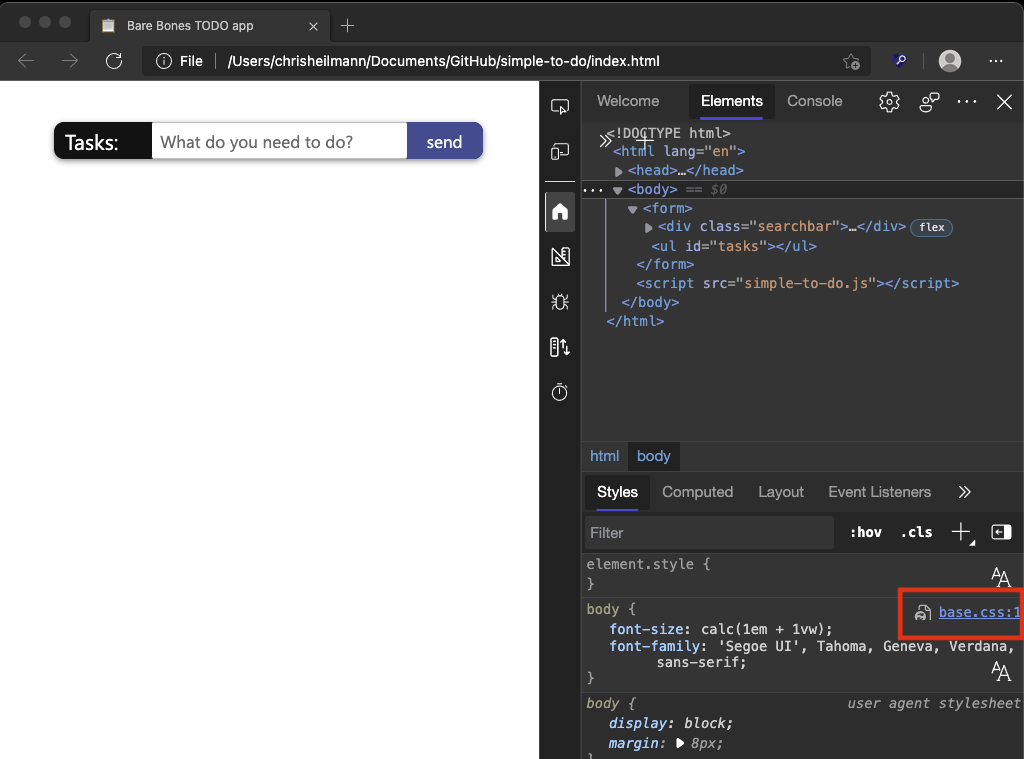 Bare Bones TODO app
File
/Users/chrisheilmann/Documents/GitHub/simple-to-do/index.html
Tasks:
What do you need to do?
send
Welcome
Elements
Console
<!DOCTYPE html>
<html lang="en">
<head>…</head>
<body> == $0
<form>
<div class="searchbar">…</div> flex
<ul id="tasks"></ul>
</form>
<script src="simple-to-do.js"></script>
</body>
</html>
html body
Styles Computed Layout Event Listeners
Filter :hov .cls
element.style {
}
body { base.css:1
font-size: calc(1em + 1vw);
font-family: 'Segoe UI', Tahoma, Geneva, Verdana,
sans-serif;
}
body { user agent stylesheet
display: block;
margin: 8px;
}